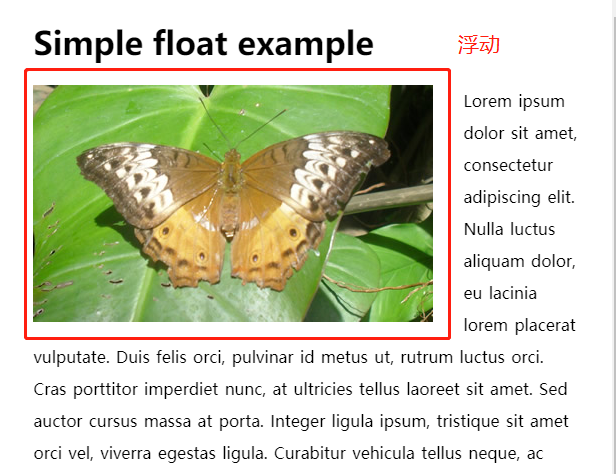 Simple float example
浮动
Lorem ipsum
dolor sit amet,
consectetur
adipiscing elit.
Nulla luctus
aliquam dolor,
eu lacinia
lorem placerat
vulputate. Duis felis orci, pulvinar id metus ut, rutrum luctus orci.
Cras porttitor imperdiet nunc, at ultricies tellus laoreet sit amet. Sed
auctor cursus massa at porta. Integer ligula ipsum, tristique sit amet
orci vel, viverra egestas ligula. Curabitur vehicula tellus neque, ac